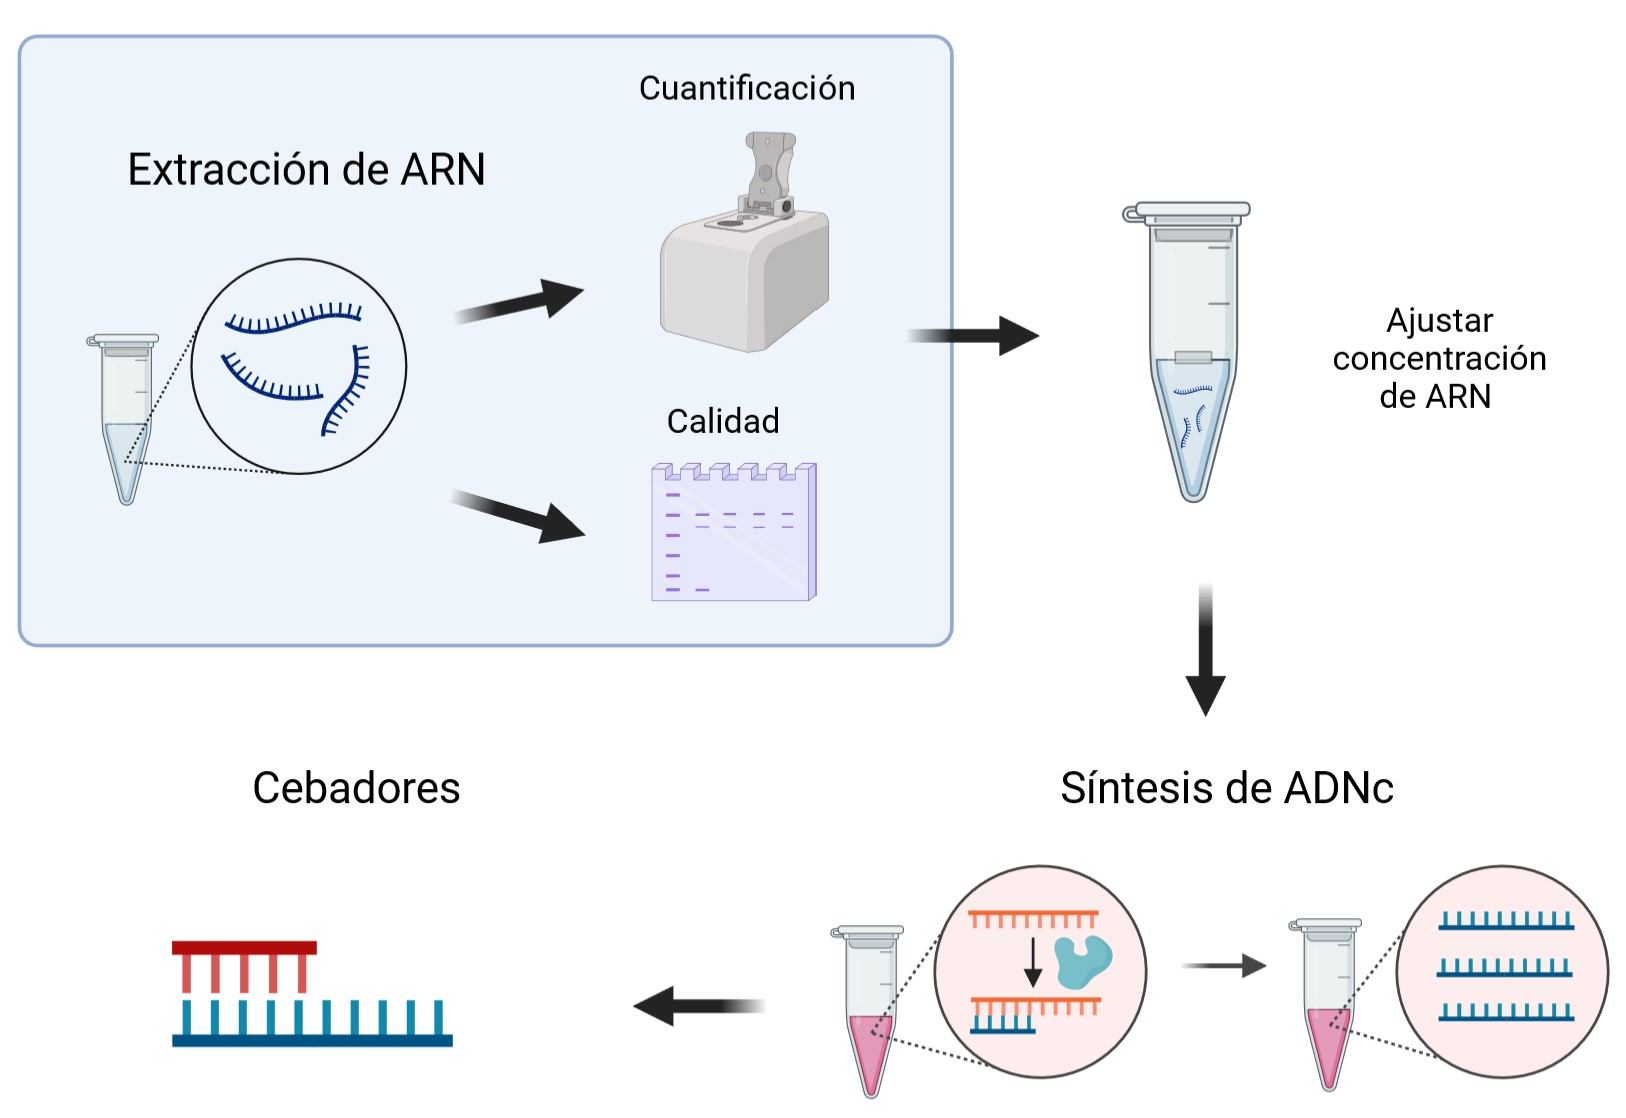 Extracción de ARN
Cuantificación
Calidad
Ajustar
concentración
de ARN
Síntesis de ADNc
Cebadores